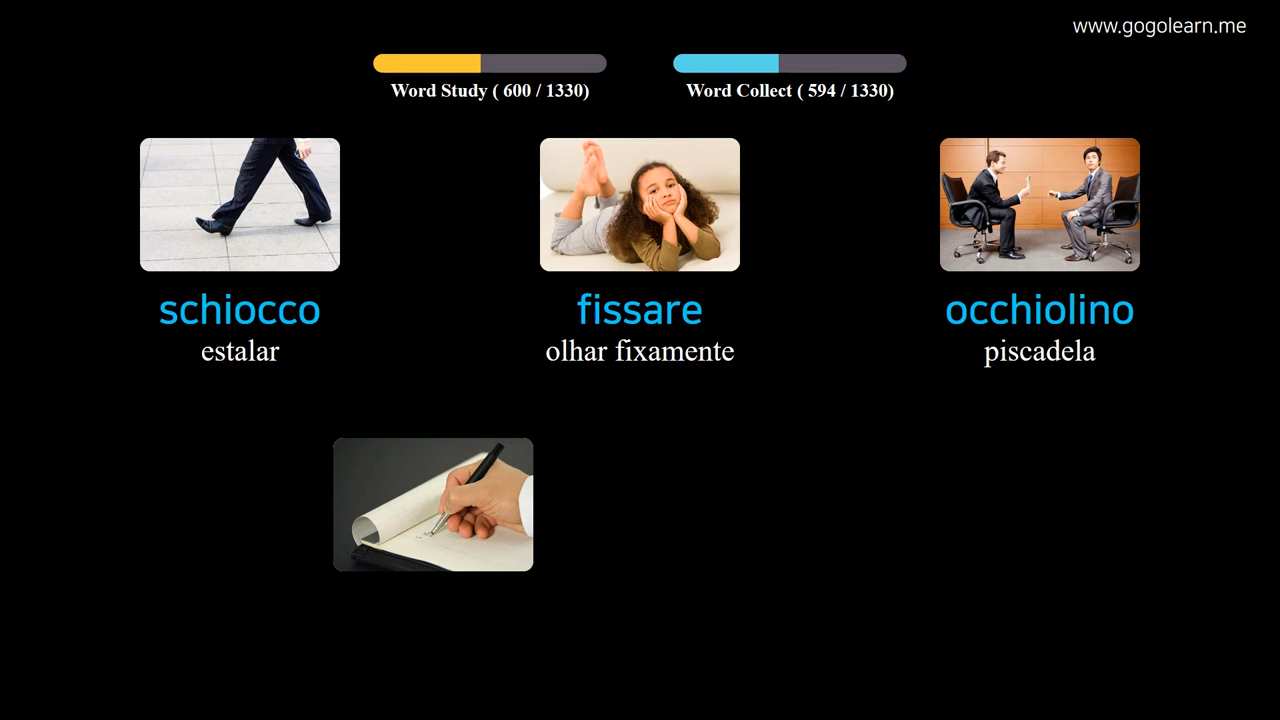 www.gogolearn.me
Word Study ( 600 / 1330)
Word Collect ( 594 / 1330)
schiocco
estalar
fissare
olhar fixamente
occhiolino
piscadela